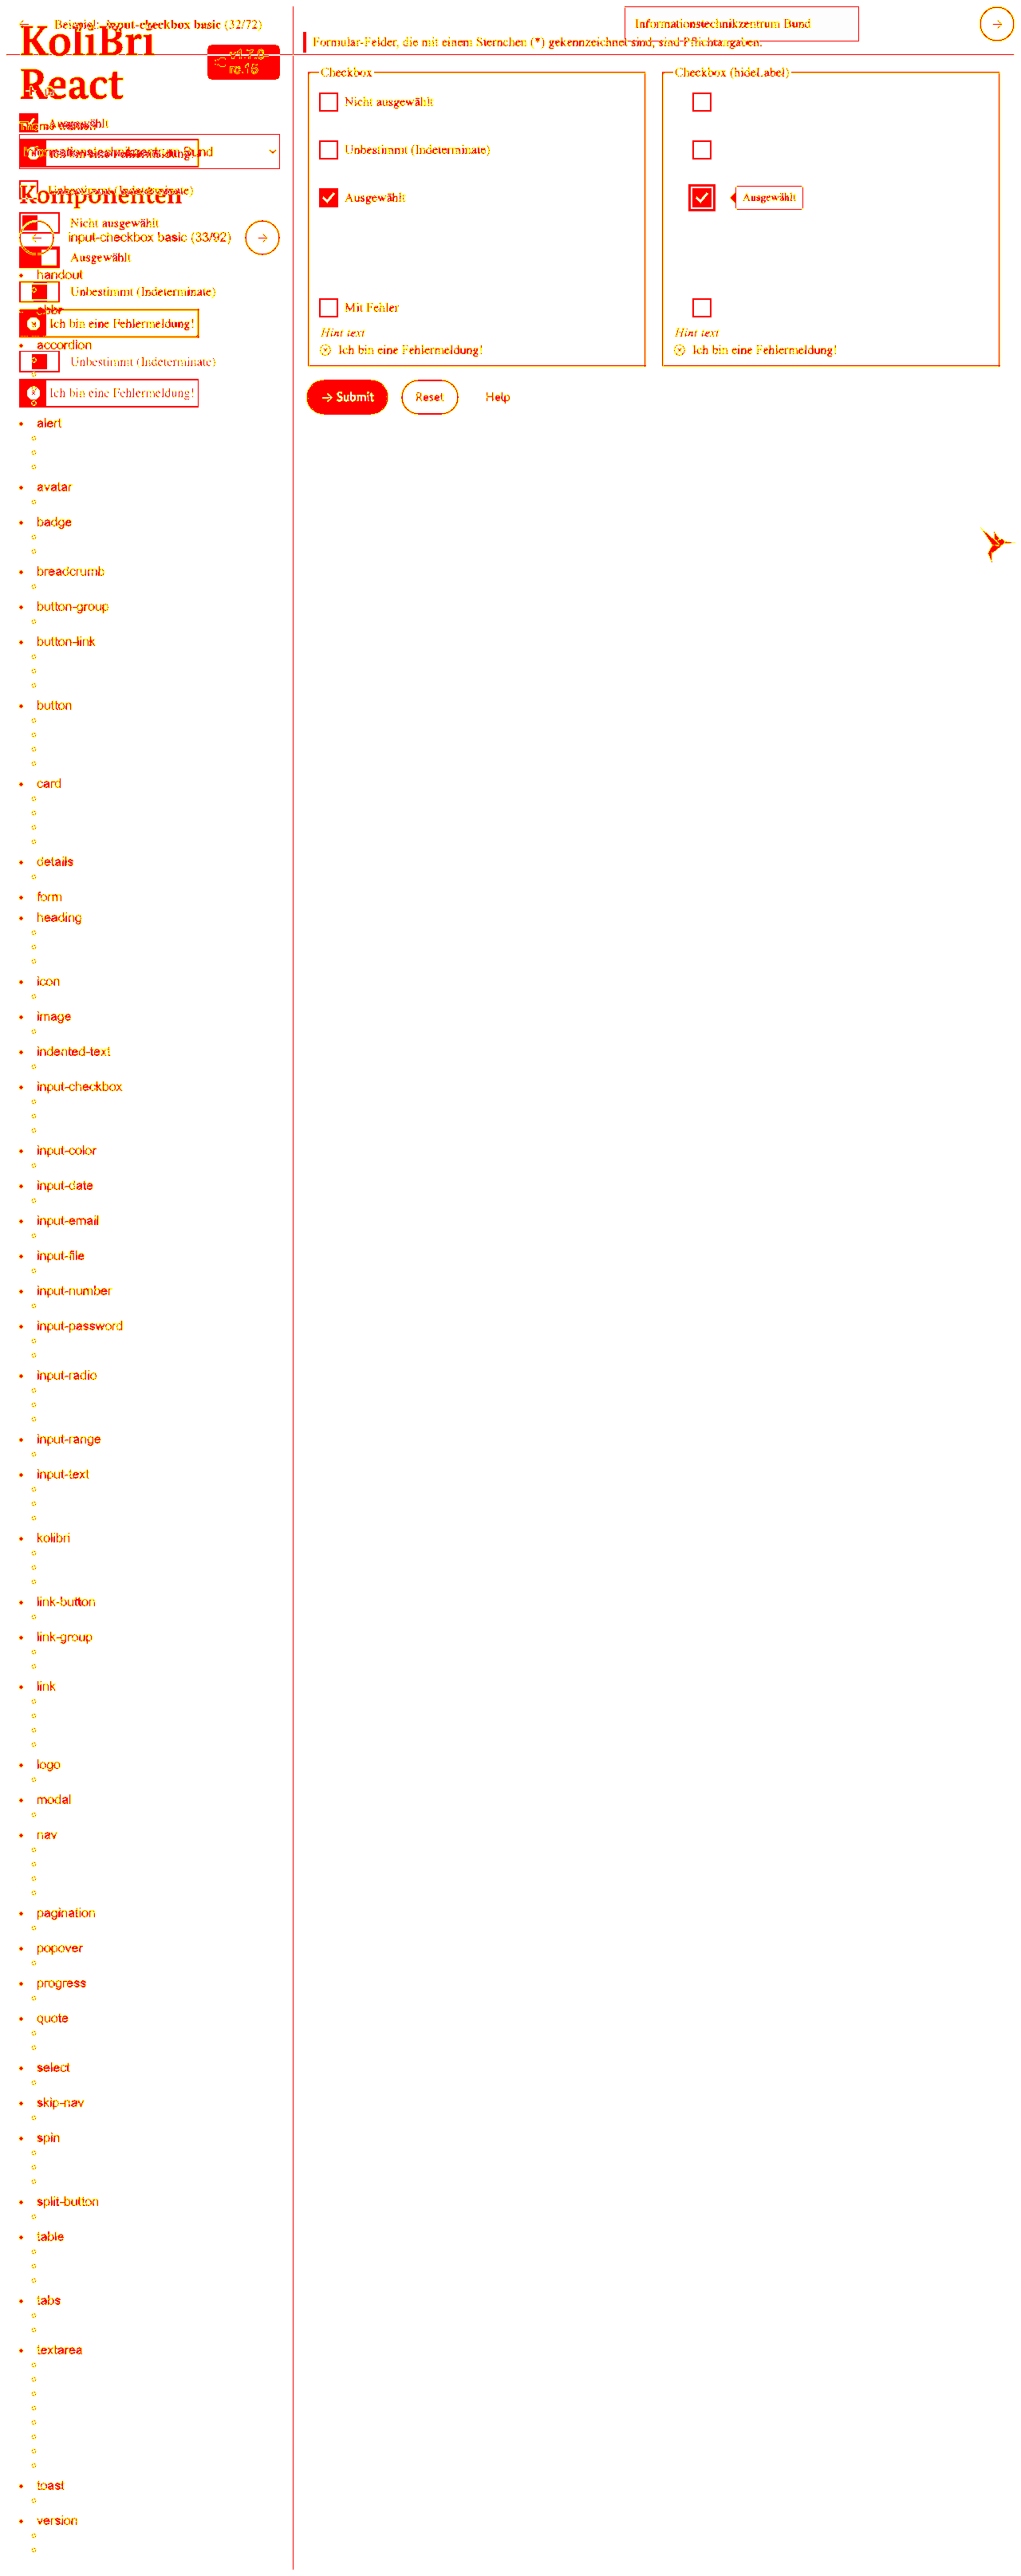 Beispiel: input-checkbox basic (32/72)
Informationstechnikzentrum Bund
KoliBri
React
Formular-Felder, die mit einem Sternchen (*) gekennzeichnet sind, sind Pflichtangaben.
Ausgewählt
Informationstechnikzentrum Bund
Komponenten
Nicht ausgewählt
input-checkbox basic (33/92)
Ausgewählt
handout
Unbestimmt (Indeterminate)
abbr
Ich bin eine Fehlermeldung!
accordion
Unbestimmt (Indeterminate)
Ich bin eine Fehlermeldung!
alert
avatar
badge
breadcrumb
button-group
button-link
button
card
details
form
heading
icon
image
indented-text
input-checkbox
input-color
input-date
input-email
input-file
input-number
input-password
input-radio
input-range
input-text
kolibri
link-button
link-group
link
logo
modal
nav
pagination
popover
progress
quote
select
skip-nav
spin
split-button
table
tabs
textarea
toast
version
Checkbox
Nicht ausgewählt
Unbestimmt (Indeterminate)
Ausgewählt
Mit Fehler
Hint text
Ich bin eine Fehlermeldung!
Checkbox (hideLabel)
Ausgewählt
Hint text
Ich bin eine Fehlermeldung!
Submit
Reset
Help